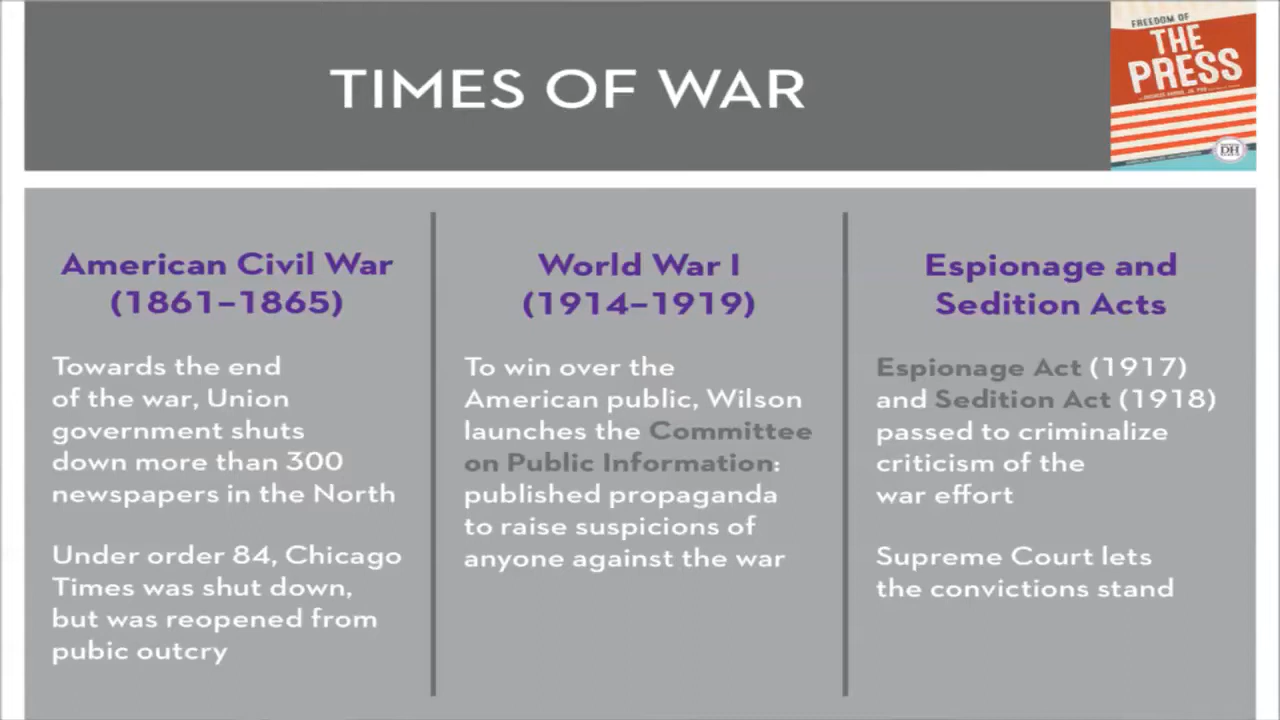 TIMES OF WAR
FREEDOM OF
THE
PRESS
DH
American Civil War
(1861–1865)
Towards the end
of the war, Union
government shuts
down more than 300
newspapers in the North
Under order 84, Chicago
Times was shut down,
but was reopened from
pubic outcry
World War I
(1914–1919)
To win over the
American public, Wilson
launches the Committee
on Public Information:
published propaganda
to raise suspicions of
anyone against the war
Espionage and
Sedition Acts
Espionage Act (1917)
and Sedition Act (1918)
passed to criminalize
criticism of the
war effort
Supreme Court lets
the convictions stand